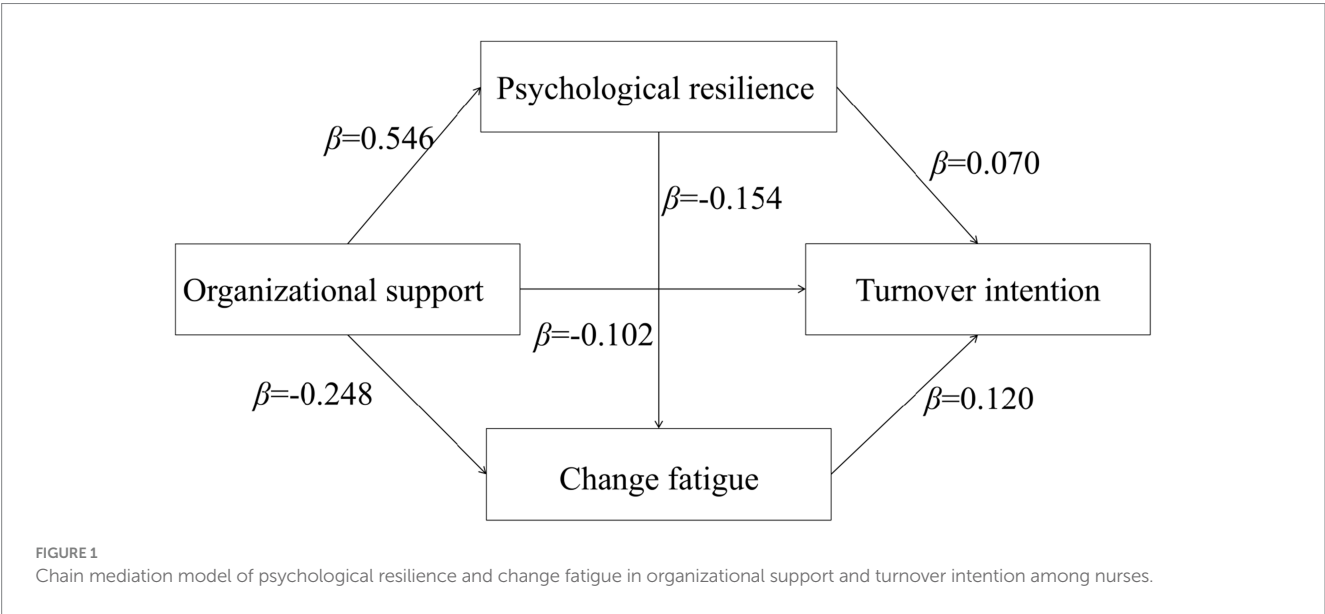 Psychological resilience
β=0.546
β=0.070
β=-0.154
Organizational support
Turnover intention
β=-0.102
β=-0.248
β=0.120
Change fatigue
FIGURE 1
Chain mediation model of psychological resilience and change fatigue in organizational support and turnover intention among nurses.